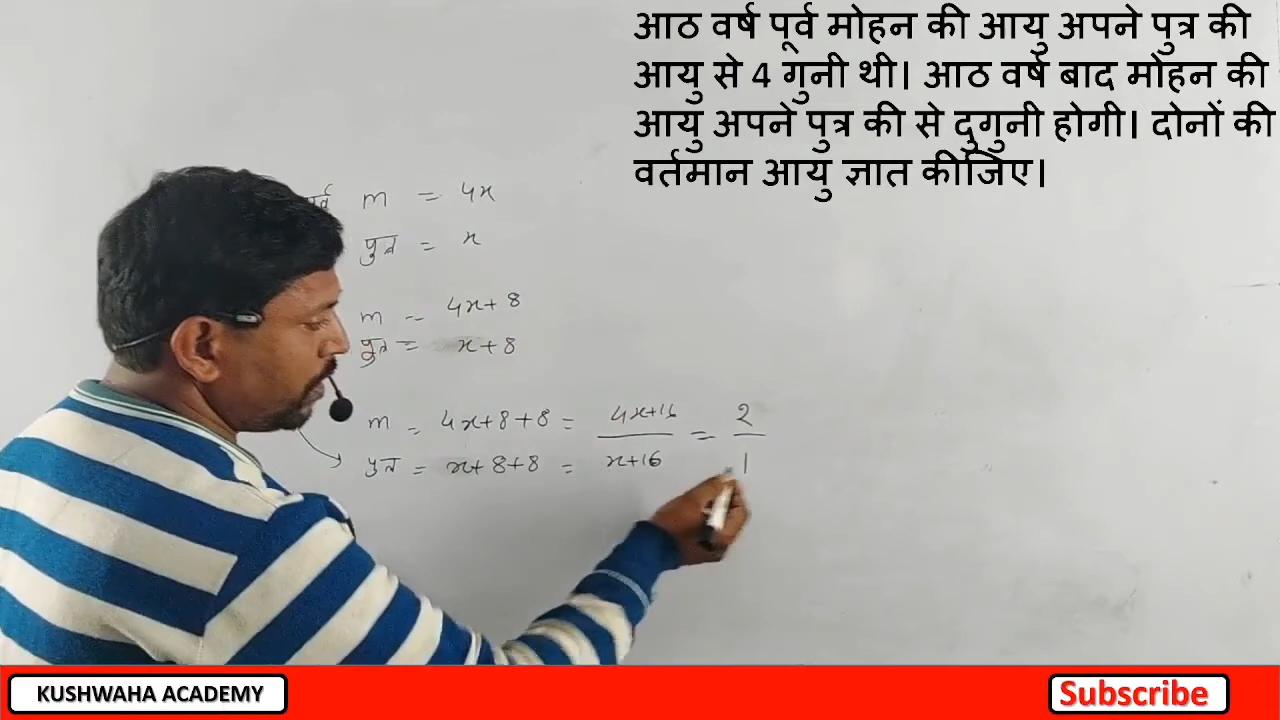 आठ वर्ष पूर्व मोहन की आयु अपने पुत्र की
आयु से 4 गुनी थी। आठ वर्ष बाद मोहन की
आयु अपने पुत्र की से दुगुनी होगी। दोनों की
वर्तमान आयु ज्ञात कीजिए।
m = 4x
पुत्र = x
m = 4x+8
पुत्र = x+8
m = 4x+8+8 = 4x+16 = 2
पुत्र = x+8+8 = x+16 1
KUSHWAHA ACADEMY
Subscribe